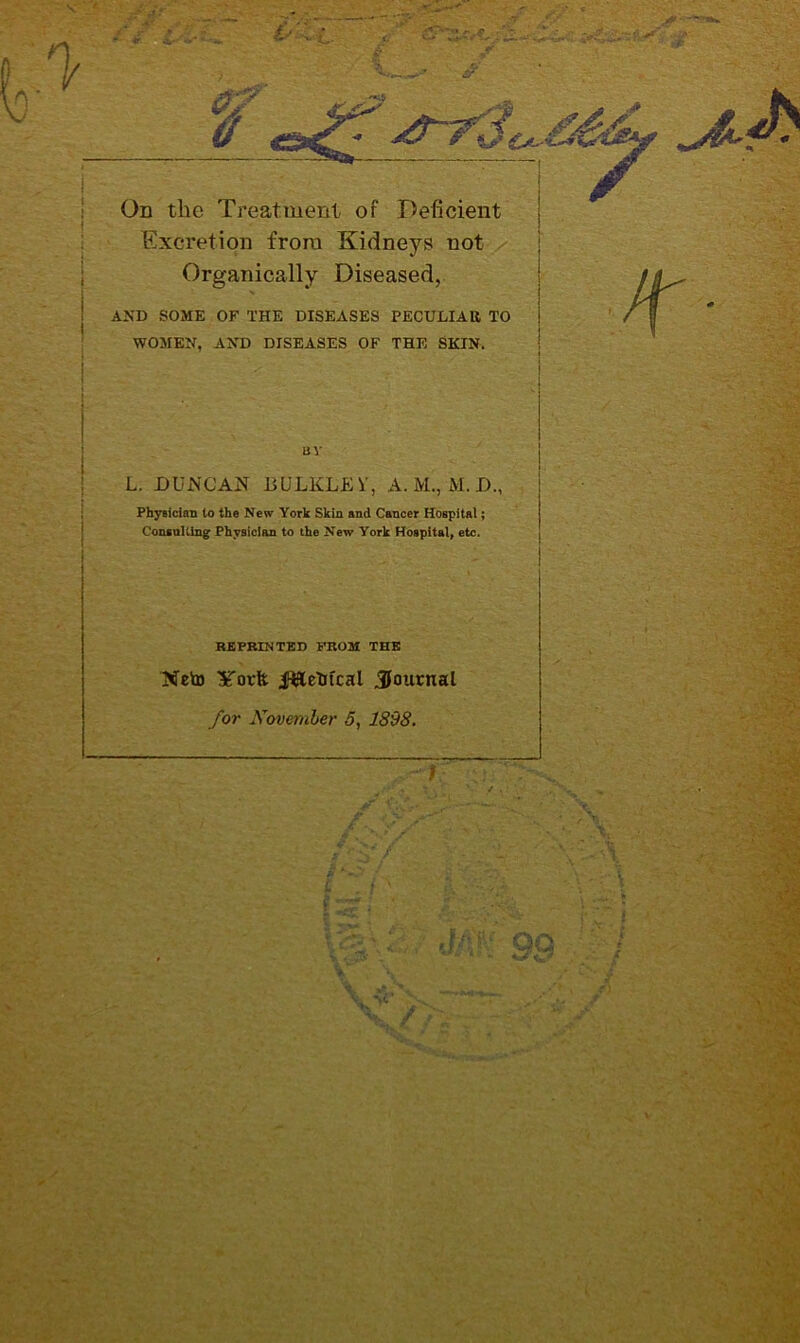 On the Treatment of Deficient
Excretion from Kidneys not
Organically Diseased,
AND SOME OF THE DISEASES PECULIAR TO
WOMEN, AND DISEASES OF THE SKIN.
BY
L. DUNCAN BULKLEY, A. M., M. D.,
Physician to the New York Skin and Cancer Hospital;
Consulting Physician to the New York Hospital, etc.
REPRINTED FROM THE
New York Medical Journal
for November 5, 1898.
JAN 99